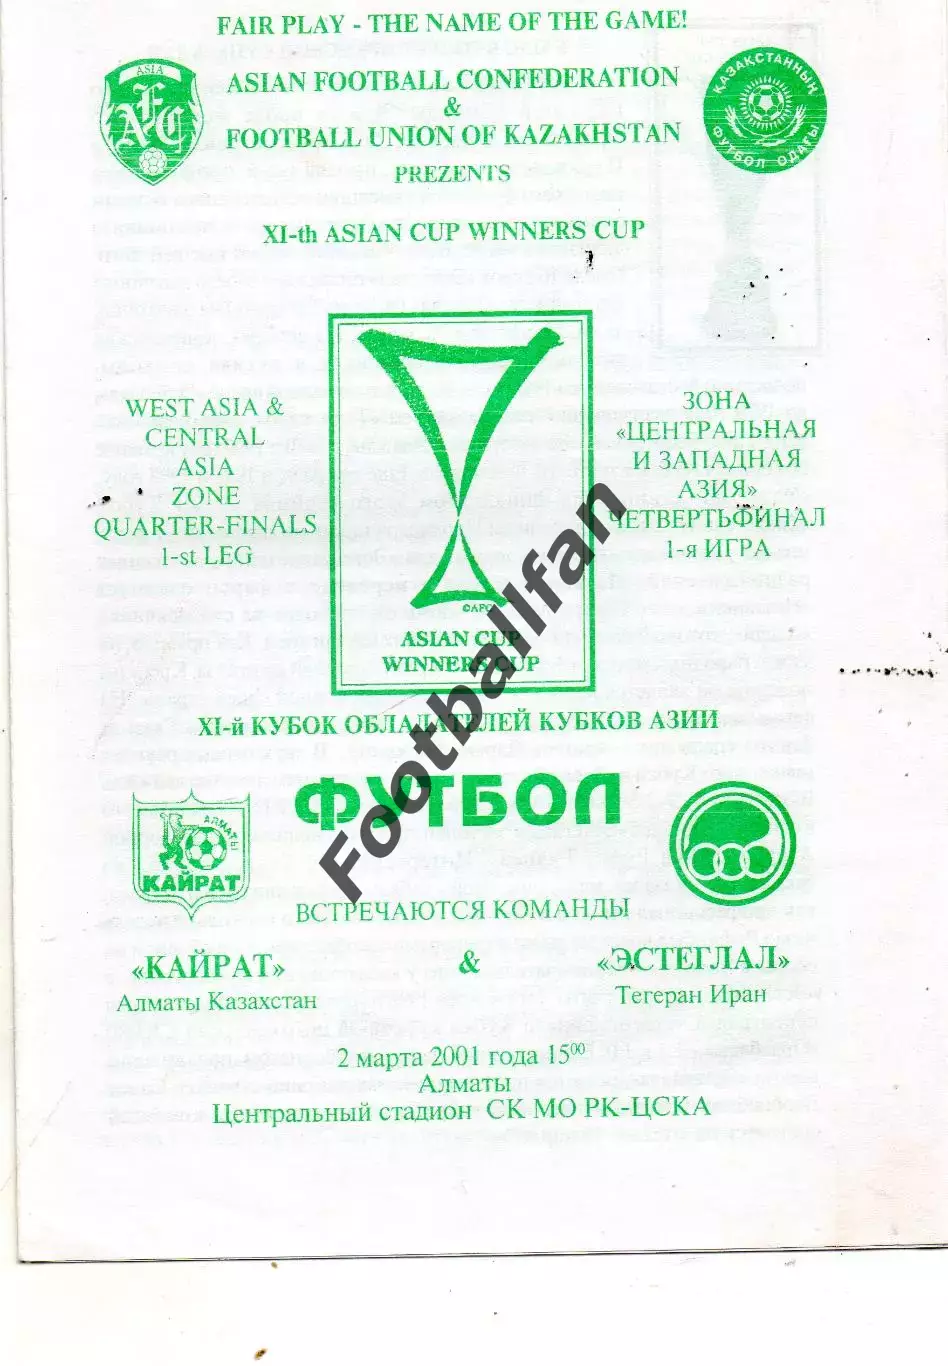 FAIR PLAY - THE NAME OF THE GAME!
ASIA
AFC
ASIAN FOOTBALL CONFEDERATION
&
FOOTBALL UNION OF KAZAKHSTAN
PREZENTS
ҚАЗАҚСТАННЫҢ
ФУТБОЛ ОДАҒЫ
XI-th ASIAN CUP WINNERS CUP
WEST ASIA &
CENTRAL
ASIA
ZONE
QUARTER-FINALS
1-st LEG
©AFC
ASIAN CUP
WINNERS CUP
ЗОНА
«ЦЕНТРАЛЬНАЯ
И ЗАПАДНАЯ
АЗИЯ»
ЧЕТВЕРТЬФИНАЛ
1-я ИГРА
XI-й КУБОК ОБЛАДАТЕЛЕЙ КУБКОВ АЗИИ
ФУТБОЛ
АЛМАТЫ
КАЙРАТ
ВСТРЕЧАЮТСЯ КОМАНДЫ
«КАЙРАТ» & «ЭСТЕГЛАЛ»
Алматы Казахстан Тегеран Иран
2 марта 2001 года 15⁰⁰
Алматы
Центральный стадион СК МО РК-ЦСКА
Footballfan